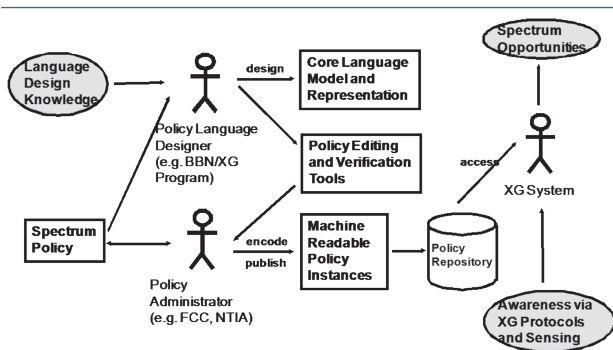 Language
Design
Knowledge
design
Core Language
Model and
Representation
Spectrum
Opportunities
Policy Language
Designer
(e.g. BBN/XG
Program)
Policy Editing
and Verification
Tools
access
XG System
Spectrum
Policy
Policy
Administrator
(e.g. FCC, NTIA)
encode
publish
Machine
Readable
Policy
Instances
Policy
Repository
Awareness via
XG Protocols
and Sensing